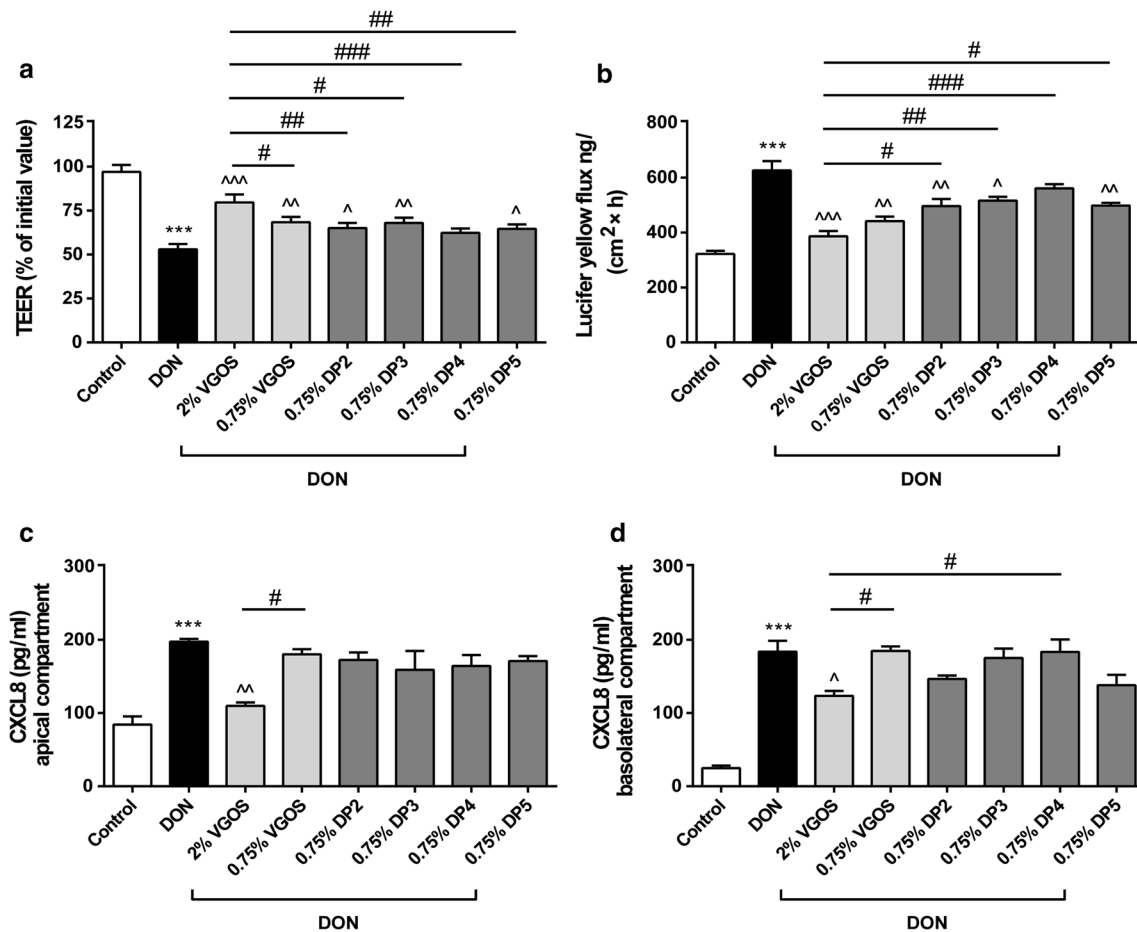 a
##
###
#
##
#
TEER (% of initial value)
125
100
75
50
25
0
***
^^^
^^
^
^^
^
Control
DON
2% VGOS
0.75% VGOS
0.75% DP2
0.75% DP3
0.75% DP4
0.75% DP5
DON
b
#
###
##
#
Lucifer yellow flux ng/
(cm² × h)
800
600
400
200
0
***
^^^
^^
^^
^
^^
Control
DON
2% VGOS
0.75% VGOS
0.75% DP2
0.75% DP3
0.75% DP4
0.75% DP5
DON
c
CXCL8 (pg/ml)
apical compartment
300
200
100
0
#
***
^^
Control
DON
2% VGOS
0.75% VGOS
0.75% DP2
0.75% DP3
0.75% DP4
0.75% DP5
DON
d
CXCL8 (pg/ml)
basolateral compartment
300
200
100
0
#
#
***
^
Control
DON
2% VGOS
0.75% VGOS
0.75% DP2
0.75% DP3
0.75% DP4
0.75% DP5
DON